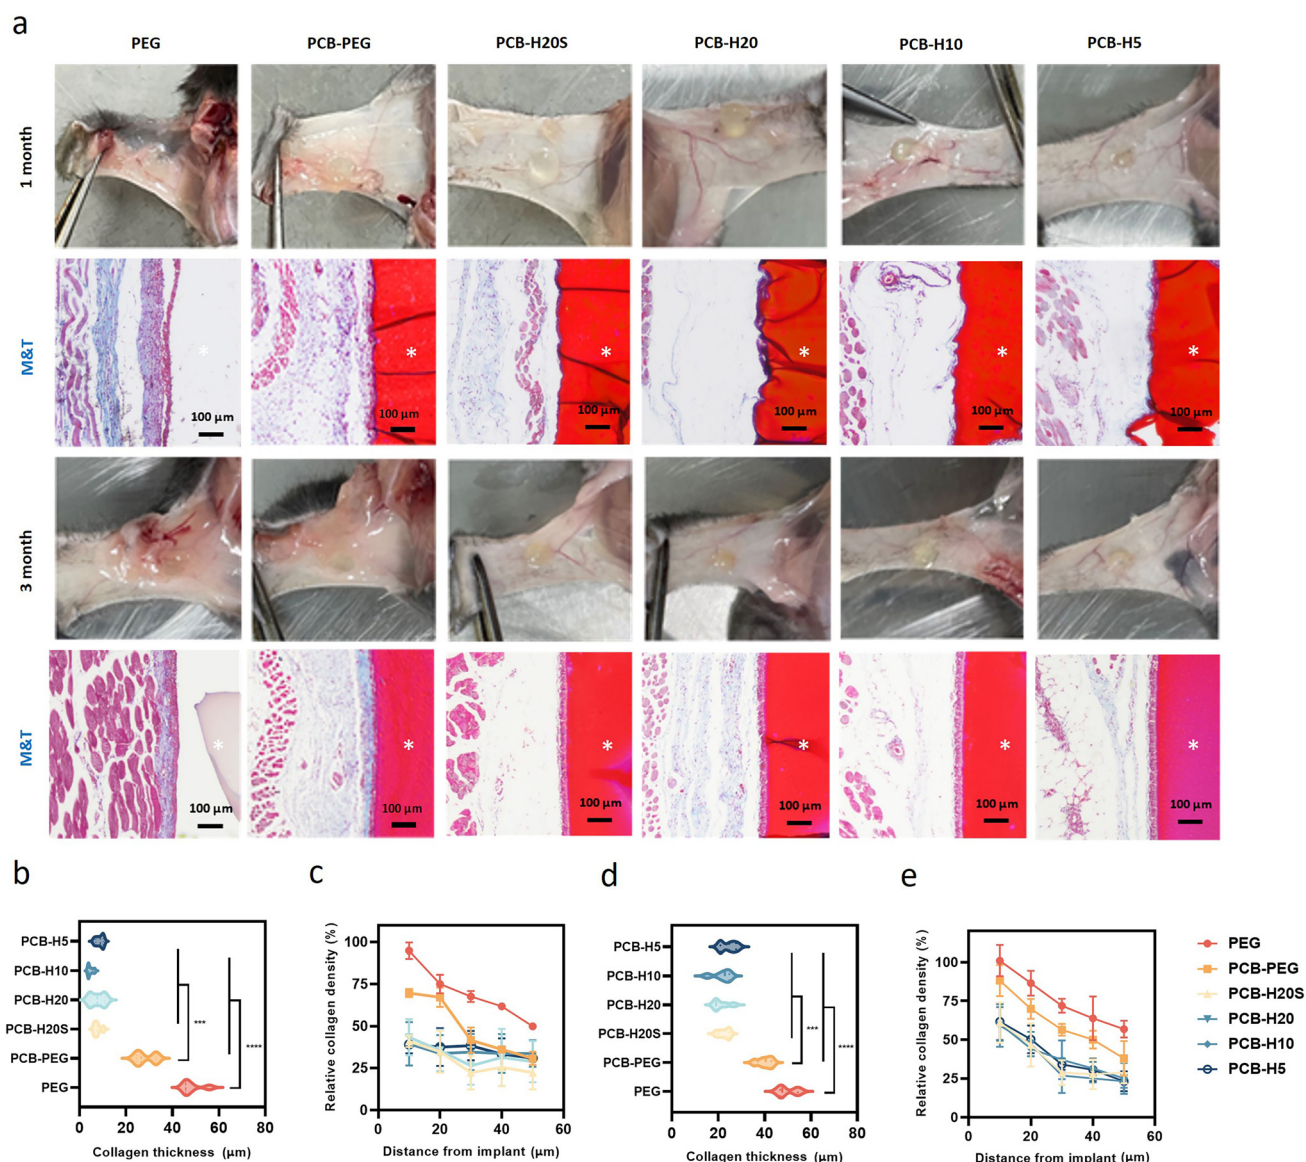 a
PEG PCB-PEG PCB-H20S PCB-H20 PCB-H10 PCB-H5
1 month
M&T
* * * * * *
100 µm 100 µm 100 µm 100 µm 100 µm 100 µm
3 month
M&T
* * * * * *
100 µm 100 µm 100 µm 100 µm 100 µm 100 µm
b
PCB-H5
PCB-H10
PCB-H20
PCB-H20S
PCB-PEG
PEG
***
****
0 20 40 60 80
Collagen thickness (µm)
c
Relative collagen density (%)
100
75
50
25
0
0 20 40 60
Distance from implant (µm)
d
PCB-H5
PCB-H10
PCB-H20
PCB-H20S
PCB-PEG
PEG
***
****
0 20 40 60 80
Collagen thickness (µm)
e
Relative collagen density (%)
100
75
50
25
0
0 20 40 60
Distance from implant (µm)
PEG
PCB-PEG
PCB-H20S
PCB-H20
PCB-H10
PCB-H5